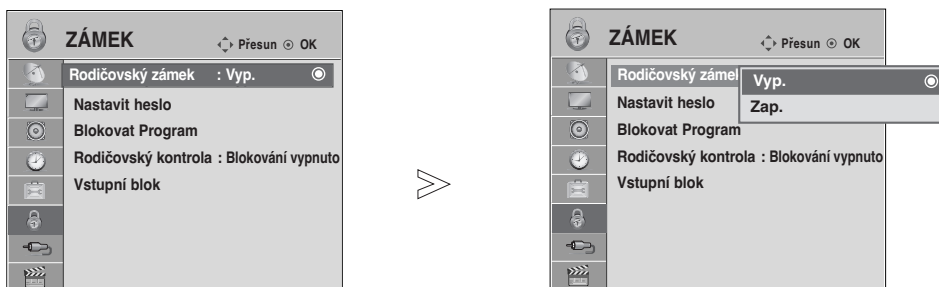 ZÁMEK Přesun OK
Rodičovský zámek : Vyp.
Nastavit heslo
Blokovat Program
Rodičovský kontrola : Blokování vypnuto
Vstupní blok
ZÁMEK Přesun OK
Rodičovský zámek
Vyp.
Zap.
Nastavit heslo
Blokovat Program
Rodičovský kontrola : Blokování vypnuto
Vstupní blok